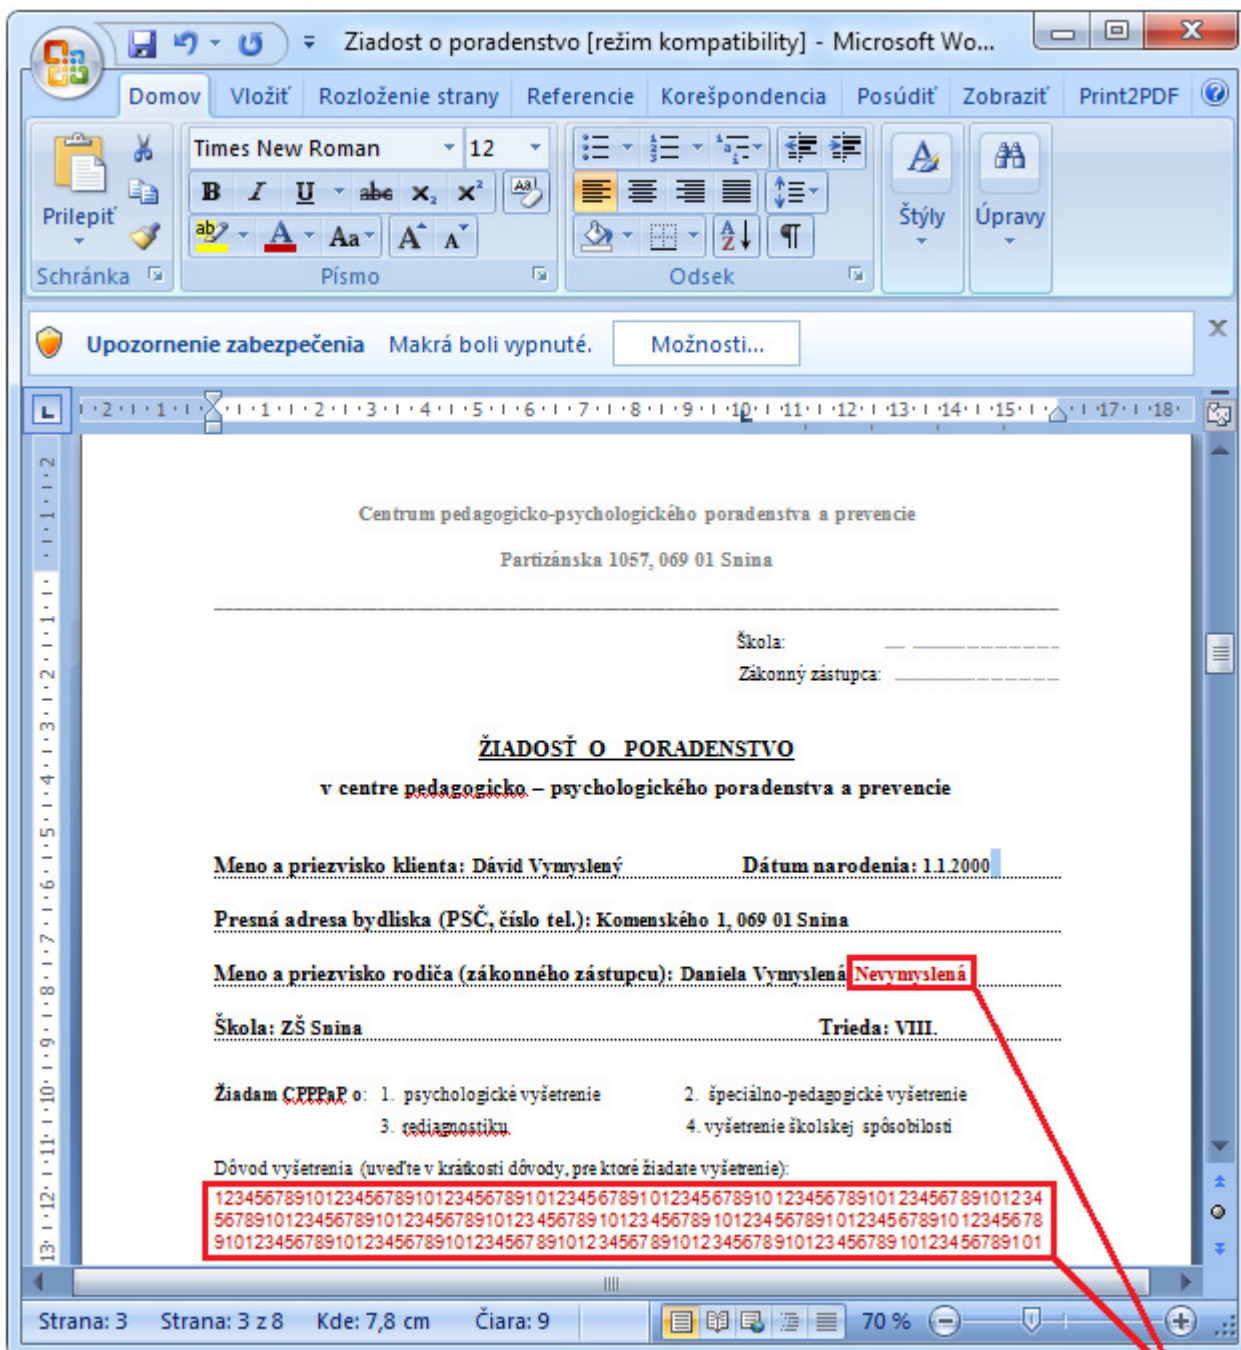 Ziadost o poradenstvo [režim kompatibility] - Microsoft Wo...
Domov Vložiť Rozloženie strany Referencie Korešpondencia Posúdiť Zobraziť Print2PDF
Times New Roman 12
Prilepiť
Štýly Úpravy
Schránka Písmo Odsek
Upozornenie zabezpečenia Makrá boli vypnuté. Možnosti...
Centrum pedagogicko-psychologického poradenstva a prevencie
Partizánska 1057, 069 01 Snina
Škola:
Zákonný zástupca:
ŽIADOSŤ O PORADENSTVO
v centre pedagogicko – psychologického poradenstva a prevencie
Meno a priezvisko klienta: Dávid Vymyslený Dátum narodenia: 1.1.2000
Presná adresa bydliska (PSČ, číslo tel.): Komenského 1, 069 01 Snina
Meno a priezvisko rodiča (zákonného zástupcu): Daniela Vymyslená Nevymyslená
Škola: ZŠ Snina Trieda: VIII.
Žiadam CPPPaP o: 1. psychologické vyšetrenie 2. špeciálno-pedagogické vyšetrenie
3. rediagnostiku 4. vyšetrenie školskej spôsobilosti
Dôvod vyšetrenia (uveďte v krátkosti dôvody, pre ktoré žiadate vyšetrenie):
123456789101234567891012345678910123456789101234567891012345678910123456789101234
567891012345678910123456789101234567891012345678910123456789101234567891012345678
910123456789101234567891012345678910123456789101234567891012345678910123456789101
Strana: 3 Strana: 3 z 8 Kde: 7,8 cm Čiara: 9 70 %